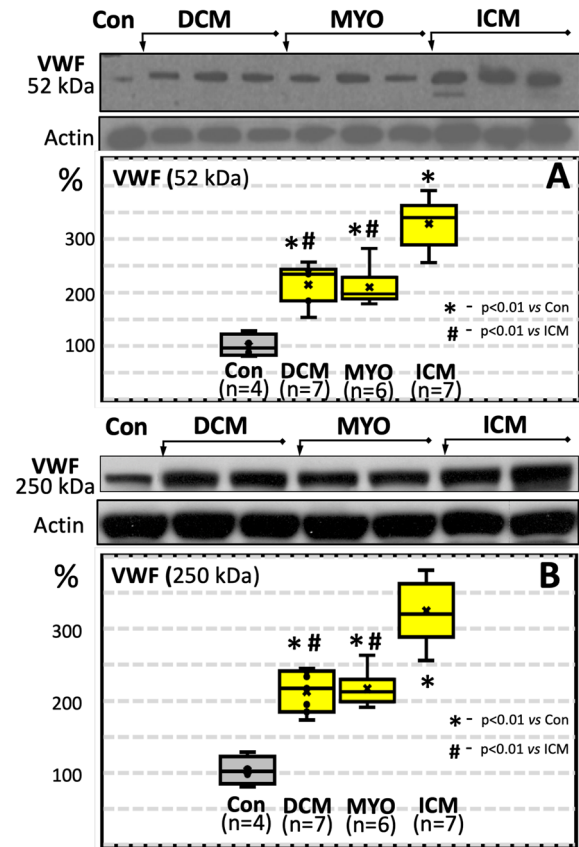 Con DCM MYO ICM
VWF
52 kDa
Actin
% VWF (52 kDa) A
*
300
*# *#
200
* - p<0.01 vs Con
# - p<0.01 vs ICM
100
Con DCM MYO ICM
(n=4) (n=7) (n=6) (n=7)
Con DCM MYO ICM
VWF
250 kDa
Actin
% VWF (250 kDa) B
300
*# *#
*
200
* - p<0.01 vs Con
# - p<0.01 vs ICM
100
Con DCM MYO ICM
(n=4) (n=7) (n=6) (n=7)